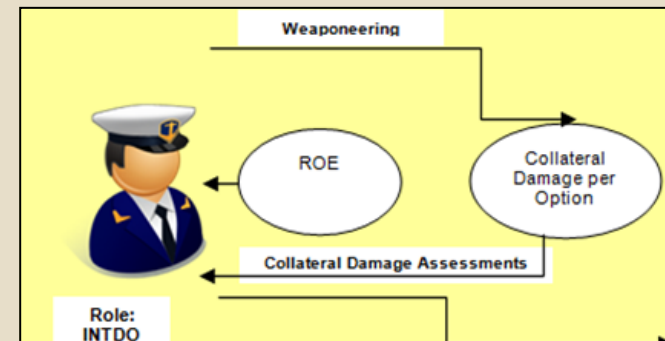 Weaponeering
ROE
Collateral
Damage per
Option
Collateral Damage Assessments
Role:
INTDO